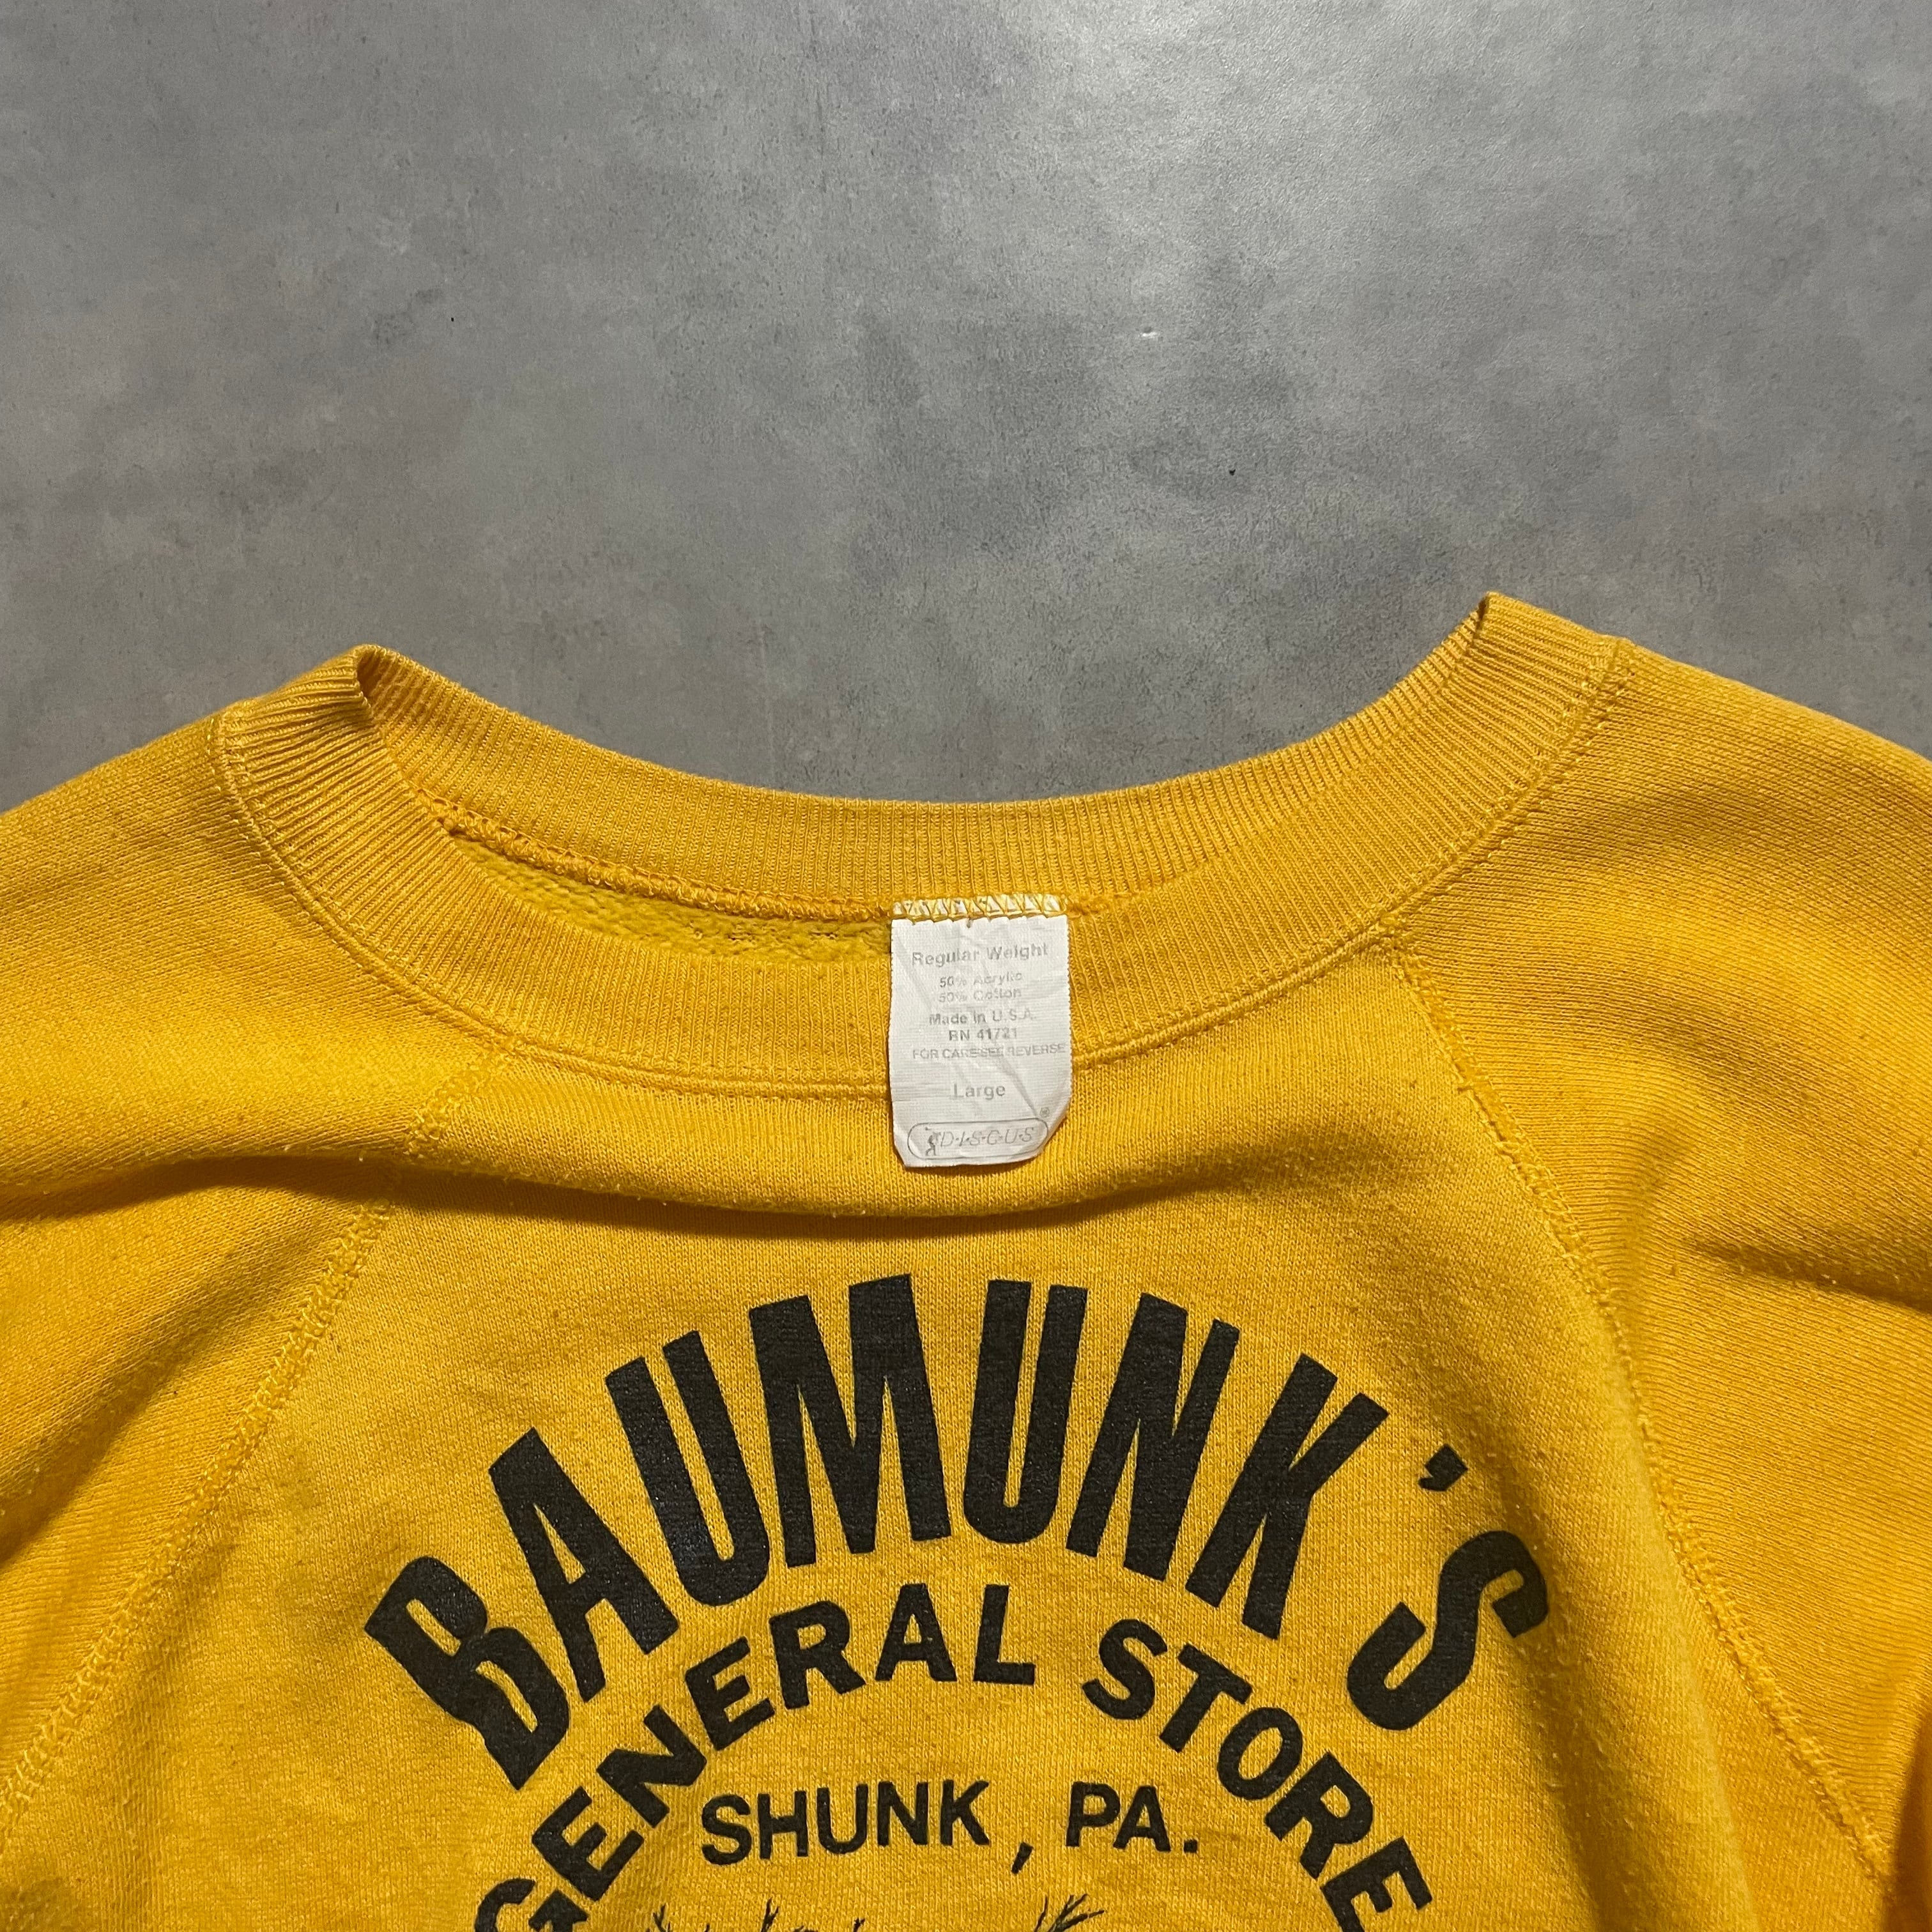 Regular Weight
50% Acrylic
50% Cotton
Made in U.S.A.
RN 41721
FOR CARE SEE REVERSE
Large
D·I·S·C·U·S ®
BAUMUNK'S
GENERAL STORE
SHUNK, PA.